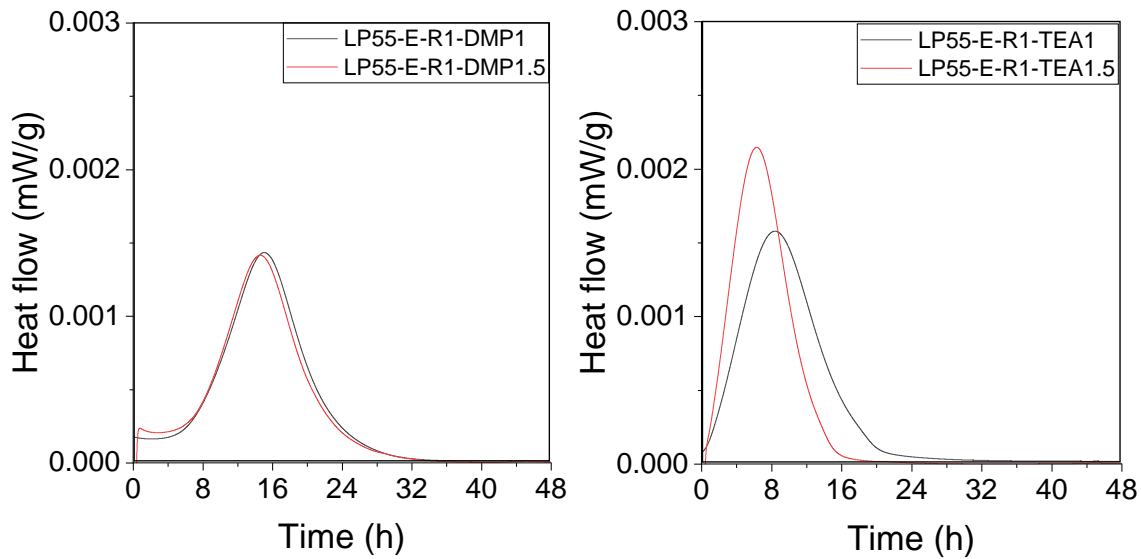 0.003
0.002
0.001
0.000
Heat flow (mW/g)
LP55-E-R1-DMP1
LP55-E-R1-DMP1.5
0 8 16 24 32 40 48
Time (h)
0.003
0.002
0.001
0.000
Heat flow (mW/g)
LP55-E-R1-TEA1
LP55-E-R1-TEA1.5
0 8 16 24 32 40 48
Time (h)